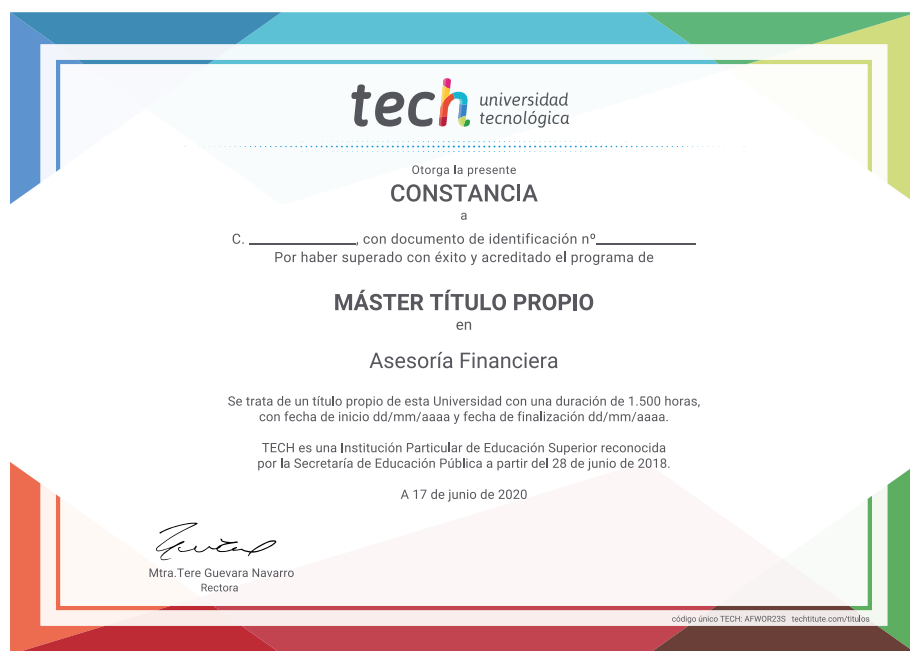 tech universidad
tecnológica
Otorga la presente
CONSTANCIA
a
C. ____________, con documento de identificación nº____________
Por haber superado con éxito y acreditado el programa de
MÁSTER TÍTULO PROPIO
en
Asesoría Financiera
Se trata de un título propio de esta Universidad con una duración de 1.500 horas,
con fecha de inicio dd/mm/aaaa y fecha de finalización dd/mm/aaaa.
TECH es una Institución Particular de Educación Superior reconocida
por la Secretaría de Educación Pública a partir del 28 de junio de 2018.
A 17 de junio de 2020
Mtra.Tere Guevara Navarro
Rectora
código único TECH: AFWOR23S techtitute.com/titulos